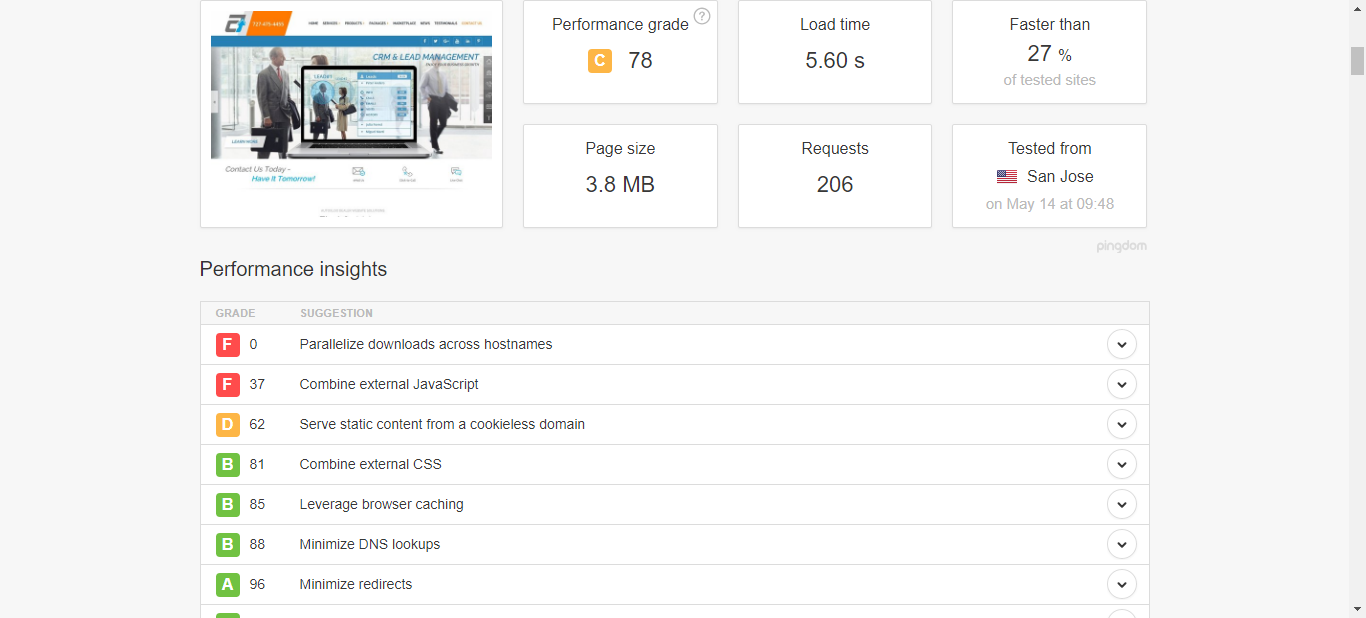 727-475-4455
HOME SERVICES PRODUCTS PACKAGES MARKETPLACE NEWS TESTIMONIALS CONTACT US
CRM & LEAD MANAGEMENT
LEARN MORE
Contact Us Today -
Have It Tomorrow!
Performance grade ?
C 78
Load time
5.60 s
Faster than
27 %
of tested sites
Page size
3.8 MB
Requests
206
Tested from
San Jose
on May 14 at 09:48
pingdom
Performance insights
GRADE SUGGESTION
F 0 Parallelize downloads across hostnames
F 37 Combine external JavaScript
D 62 Serve static content from a cookieless domain
B 81 Combine external CSS
B 85 Leverage browser caching
B 88 Minimize DNS lookups
A 96 Minimize redirects